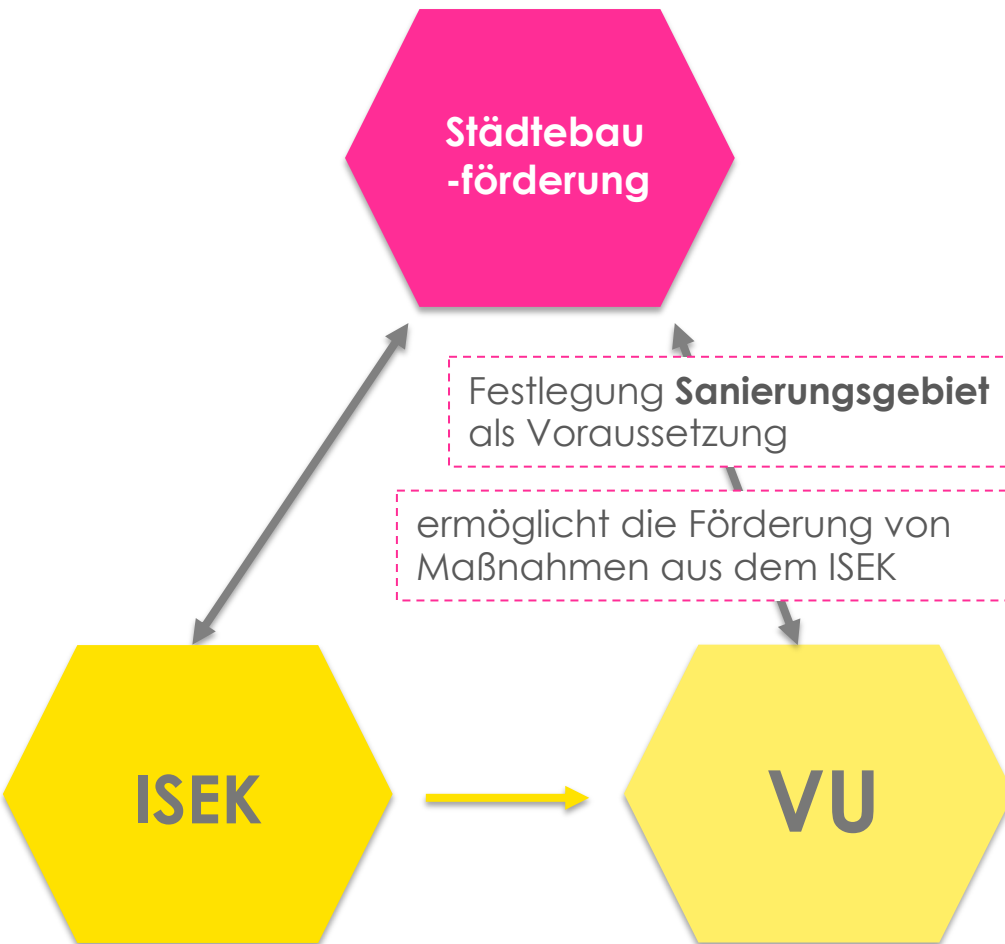 Städtebau
-förderung
Festlegung Sanierungsgebiet
als Voraussetzung
ermöglicht die Förderung von
Maßnahmen aus dem ISEK
ISEK
VU